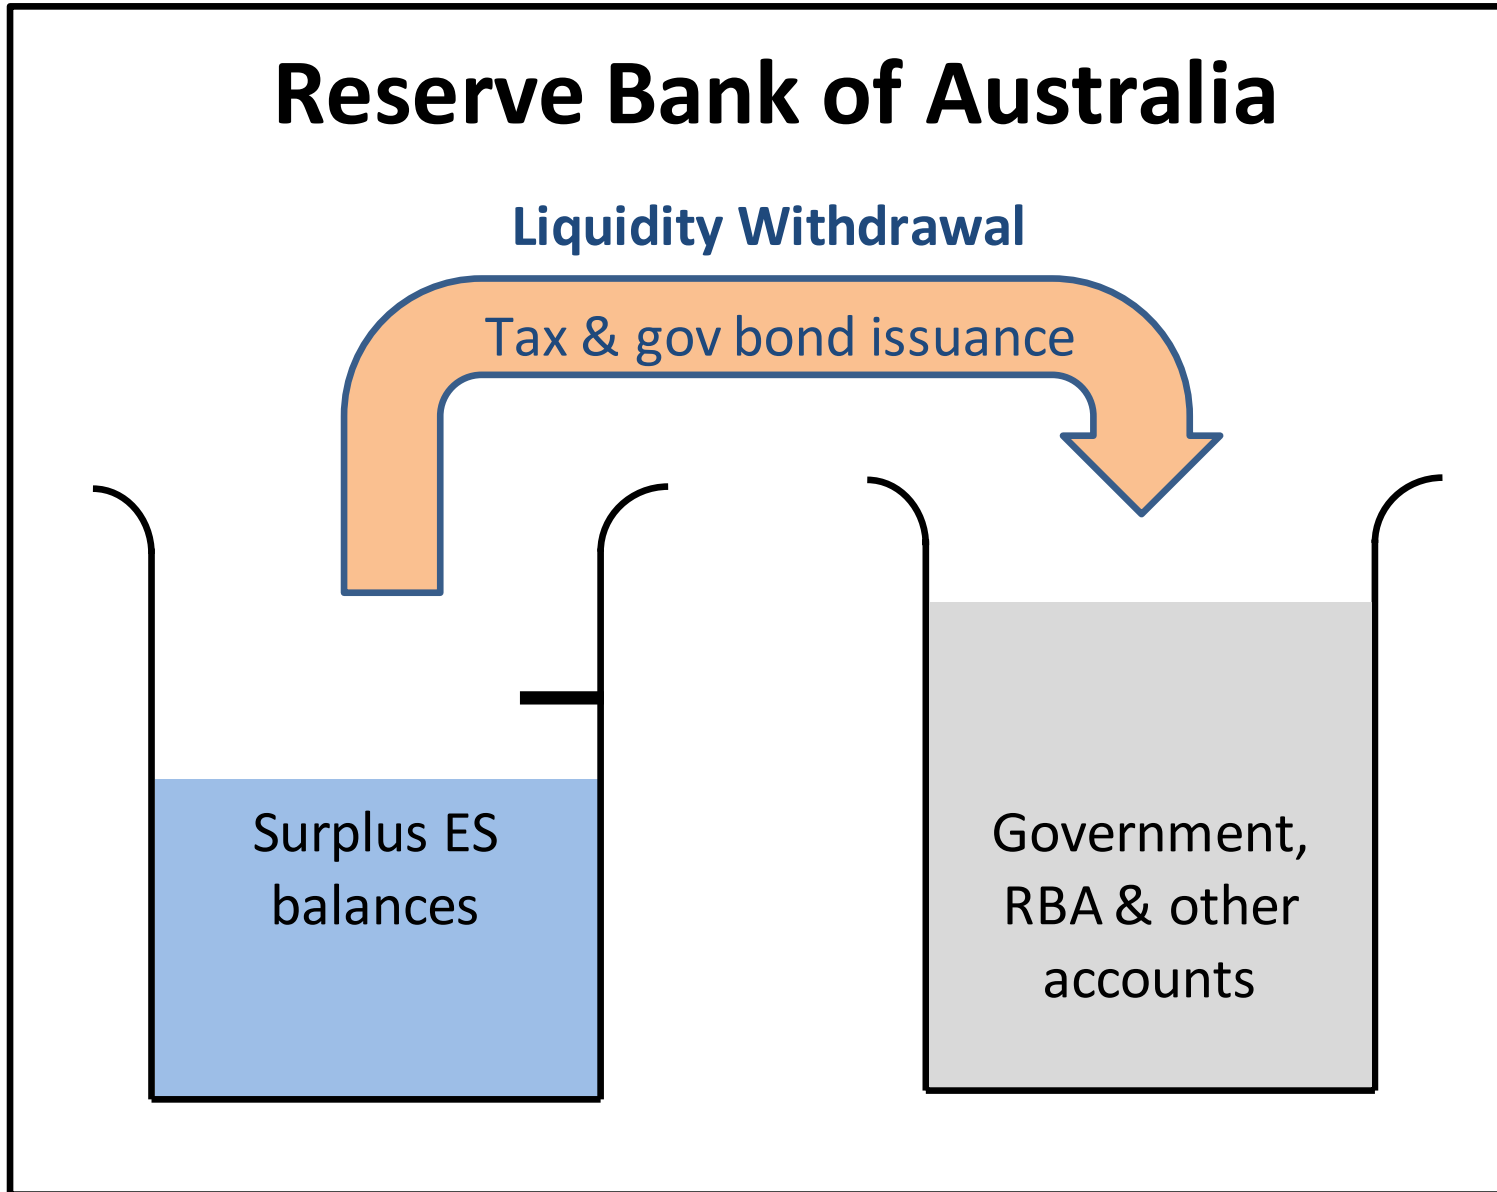 Reserve Bank of Australia
Liquidity Withdrawal
Tax & gov bond issuance
Surplus ES
balances
Government,
RBA & other
accounts